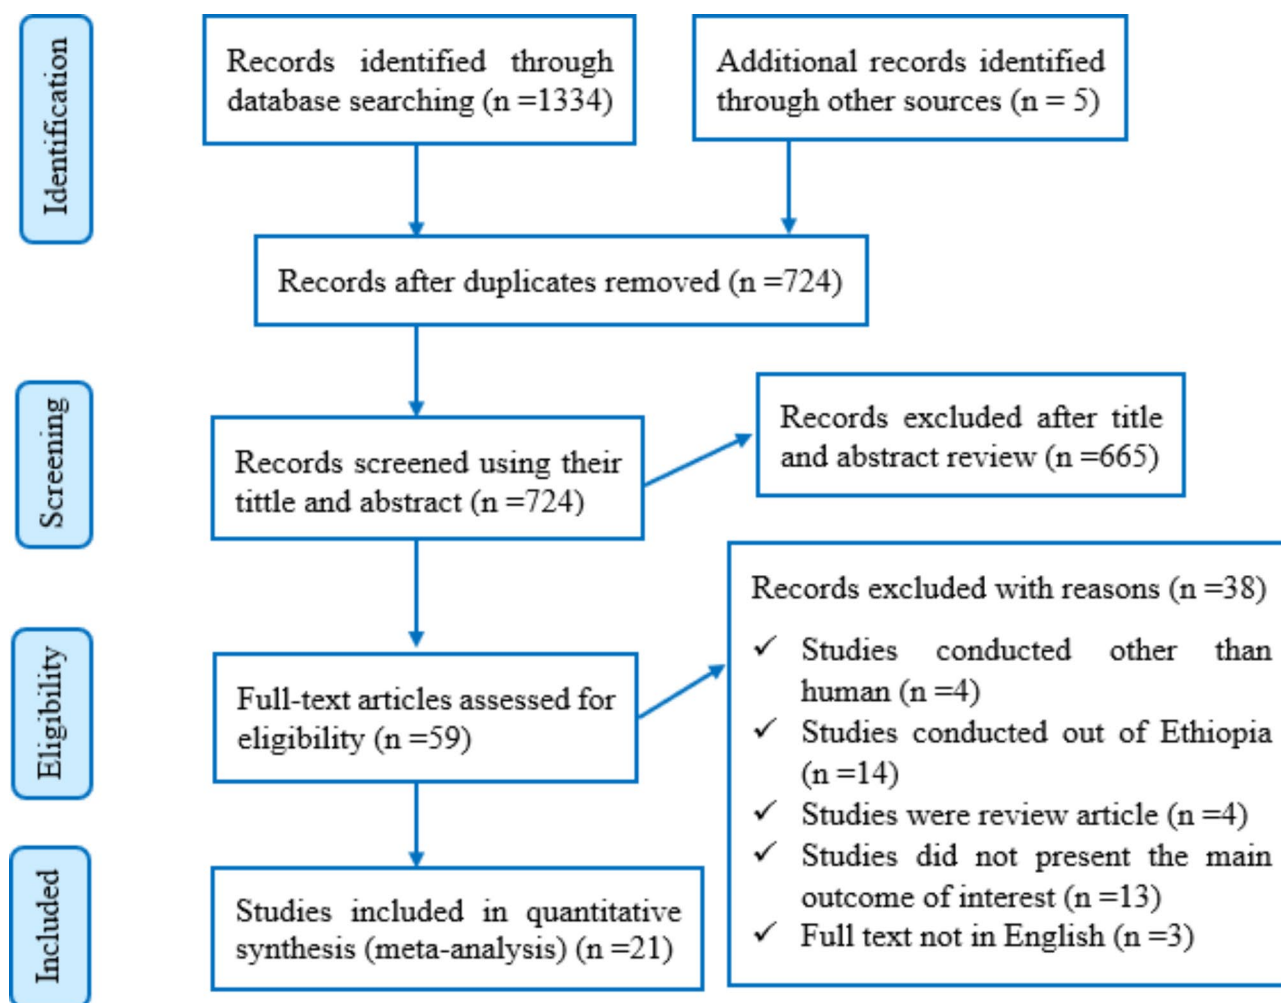 Identification
Records identified through
database searching (n =1334)
Additional records identified
through other sources (n = 5)
Records after duplicates removed (n =724)
Screening
Records screened using their
tittle and abstract (n =724)
Records excluded after title
and abstract review (n =665)
Eligibility
Full-text articles assessed for
eligibility (n =59)
Records excluded with reasons (n =38)
✓ Studies conducted other than
human (n =4)
✓ Studies conducted out of Ethiopia
(n =14)
✓ Studies were review article (n =4)
✓ Studies did not present the main
outcome of interest (n =13)
✓ Full text not in English (n =3)
Included
Studies included in quantitative
synthesis (meta-analysis) (n =21)